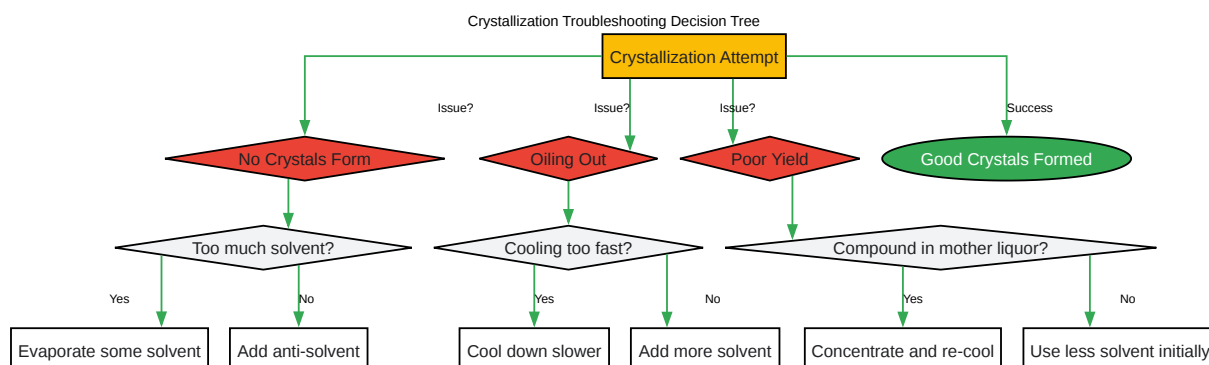 Crystallization Troubleshooting Decision Tree
Crystallization Attempt
Issue?
Issue?
Issue?
Success
No Crystals Form
Oiling Out
Poor Yield
Good Crystals Formed
Too much solvent?
Cooling too fast?
Compound in mother liquor?
Yes
No
Yes
No
Yes
No
Evaporate some solvent
Add anti-solvent
Cool down slower
Add more solvent
Concentrate and re-cool
Use less solvent initially